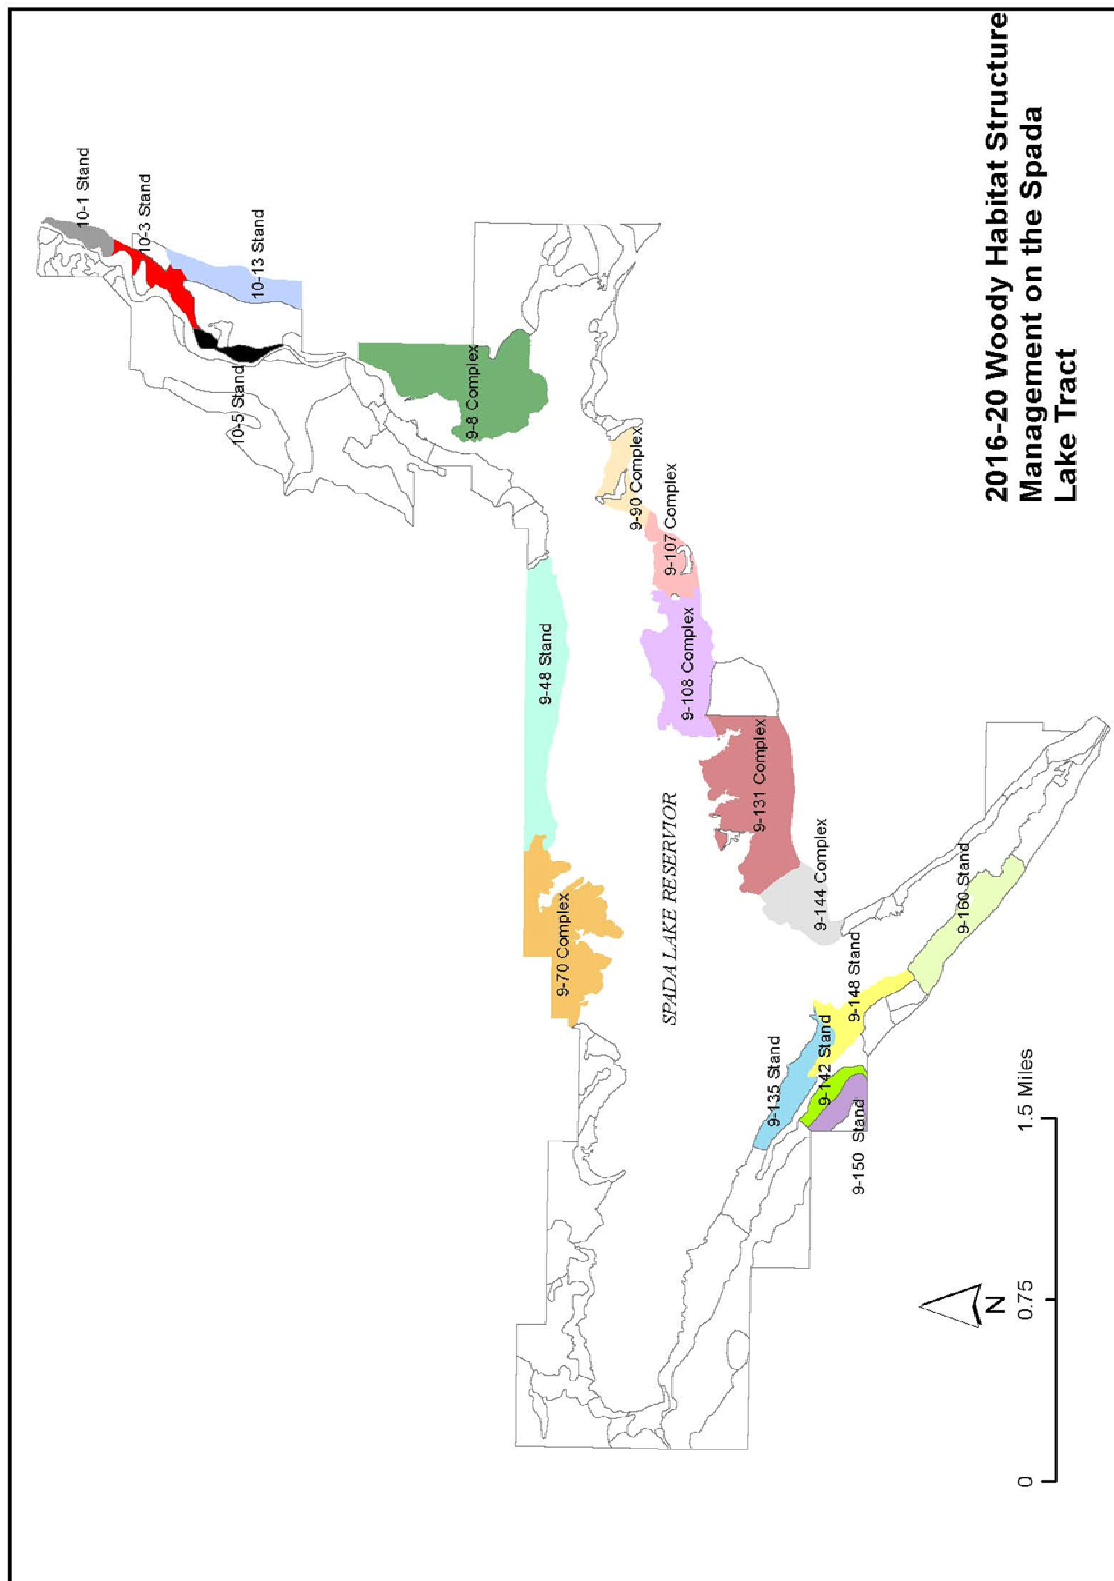 2016-20 Woody Habitat Structure
Management on the Spada
Lake Tract
10-1 Stand
10-3 Stand
10-13 Stand
10-5 Stand
9-8 Complex
9-90 Complex
9-107 Complex
9-48 Stand
9-108 Complex
9-131 Complex
9-70 Complex
SPADA LAKE RESERVIOR
9-144 Complex
9-160 Stand
9-148 Stand
9-135 Stand
9-142 Stand
9-150 Stand
N
0 0.75 1.5 Miles